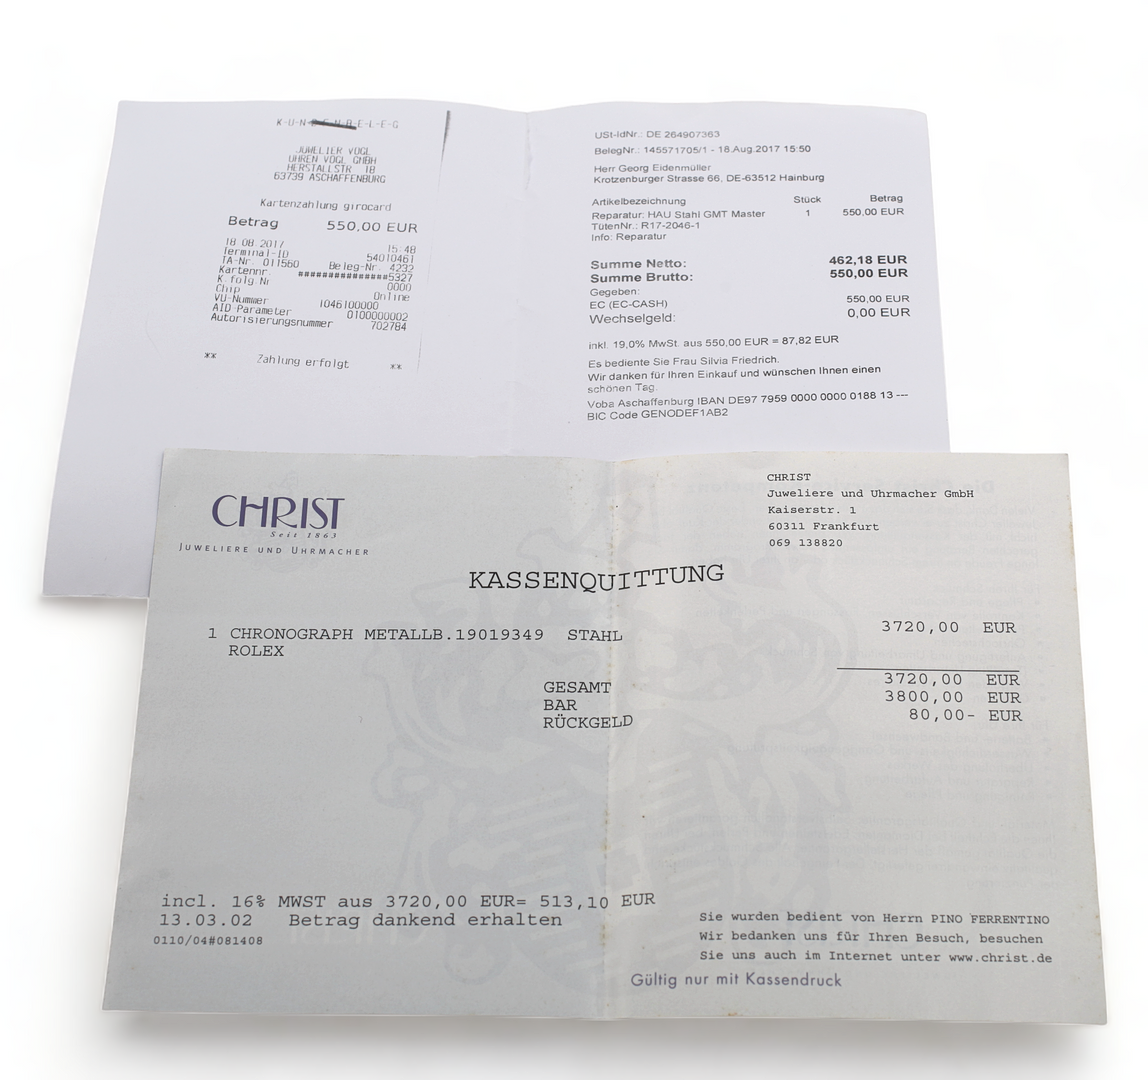 K-U-N-D-E-N-B-E-L-E-G
JUWELIER VOGL
UHREN VOGL GMBH
HERSTALLSTR 18
63739 ASCHAFFENBURG
Kartenzahlung girocard
Betrag 550,00 EUR
18.08.2017 15:48
Terminal-ID 54010461
TA-Nr. 011560 Beleg-Nr. 4232
Kartennr. ###############5327
K.folg.Nr 0000
Chip Online
VU-Nummer 1046100000
AID-Parameter 0100000002
Autorisierungsnummer 702784
** Zahlung erfolgt **
USt-IdNr.: DE 264907363
BelegNr.: 145571705/1 - 18.Aug.2017 15:50
Herr Georg Eidenmüller
Krotzenburger Strasse 66, DE-63512 Hainburg
Artikelbezeichnung Stück Betrag
Reparatur: HAU Stahl GMT Master 1 550,00 EUR
TütenNr.: R17-2046-1
Info: Reparatur
Summe Netto: 462,18 EUR
Summe Brutto: 550,00 EUR
Gegeben:
EC (EC-CASH) 550,00 EUR
Wechselgeld: 0,00 EUR
inkl. 19,0% MwSt. aus 550,00 EUR = 87,82 EUR
Es bediente Sie Frau Silvia Friedrich.
Wir danken für Ihren Einkauf und wünschen Ihnen einen
schönen Tag.
Voba Aschaffenburg IBAN DE97 7959 0000 0000 0188 13 ---
BIC Code GENODEF1AB2
CHRIST
Seit 1863
JUWELIERE UND UHRMACHER
CHRIST
Juweliere und Uhrmacher GmbH
Kaiserstr. 1
60311 Frankfurt
069 138820
KASSENQUITTUNG
1 CHRONOGRAPH METALLB.19019349 STAHL 3720,00 EUR
ROLEX
GESAMT 3720,00 EUR
BAR 3800,00 EUR
RÜCKGELD 80,00- EUR
incl. 16% MWST aus 3720,00 EUR= 513,10 EUR
13.03.02 Betrag dankend erhalten
0110/04#081408
Sie wurden bedient von Herrn PINO FERRENTINO
Wir bedanken uns für Ihren Besuch, besuchen
Sie uns auch im Internet unter www.christ.de
Gültig nur mit Kassendruck